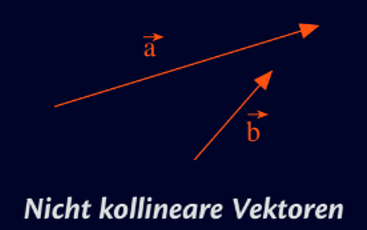 a⃗
b⃗
Nicht kollineare Vektoren